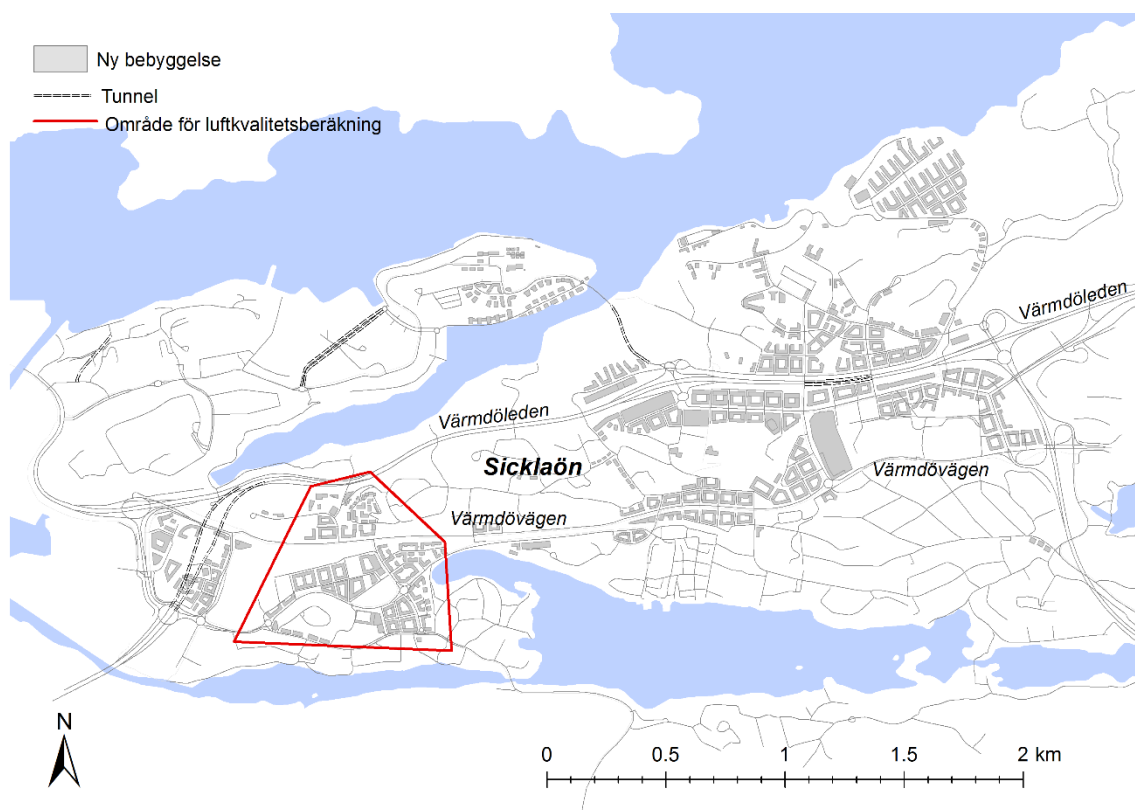 Ny bebyggelse
Tunnel
Område för luftkvalitetsberäkning
Värmdöleden
Värmdöleden
Sicklaön
Värmdövägen
Värmdövägen
N
0 0.5 1 1.5 2 km